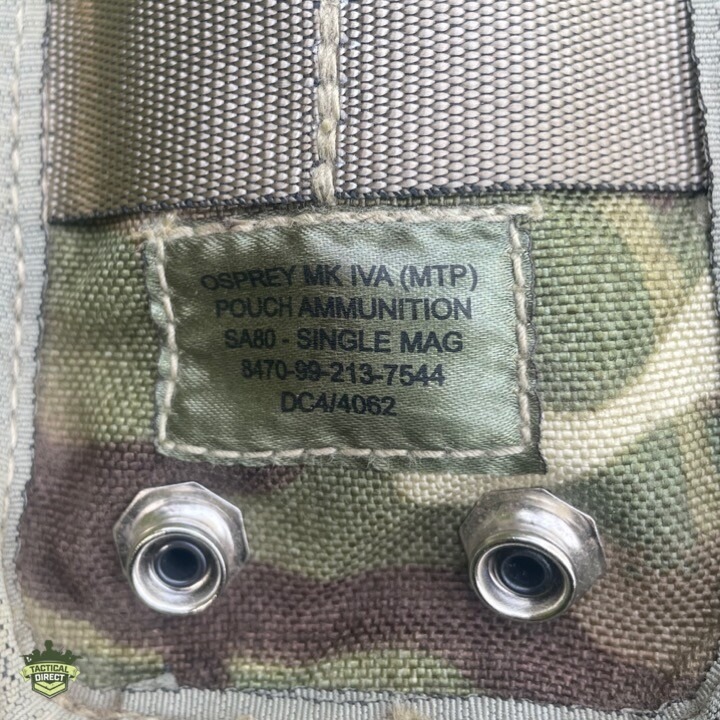 OSPREY MK IVA (MTP)
POUCH AMMUNITION
SA80 - SINGLE MAG
8470-99-213-7544
DC4/4062
TACTICAL
DIRECT